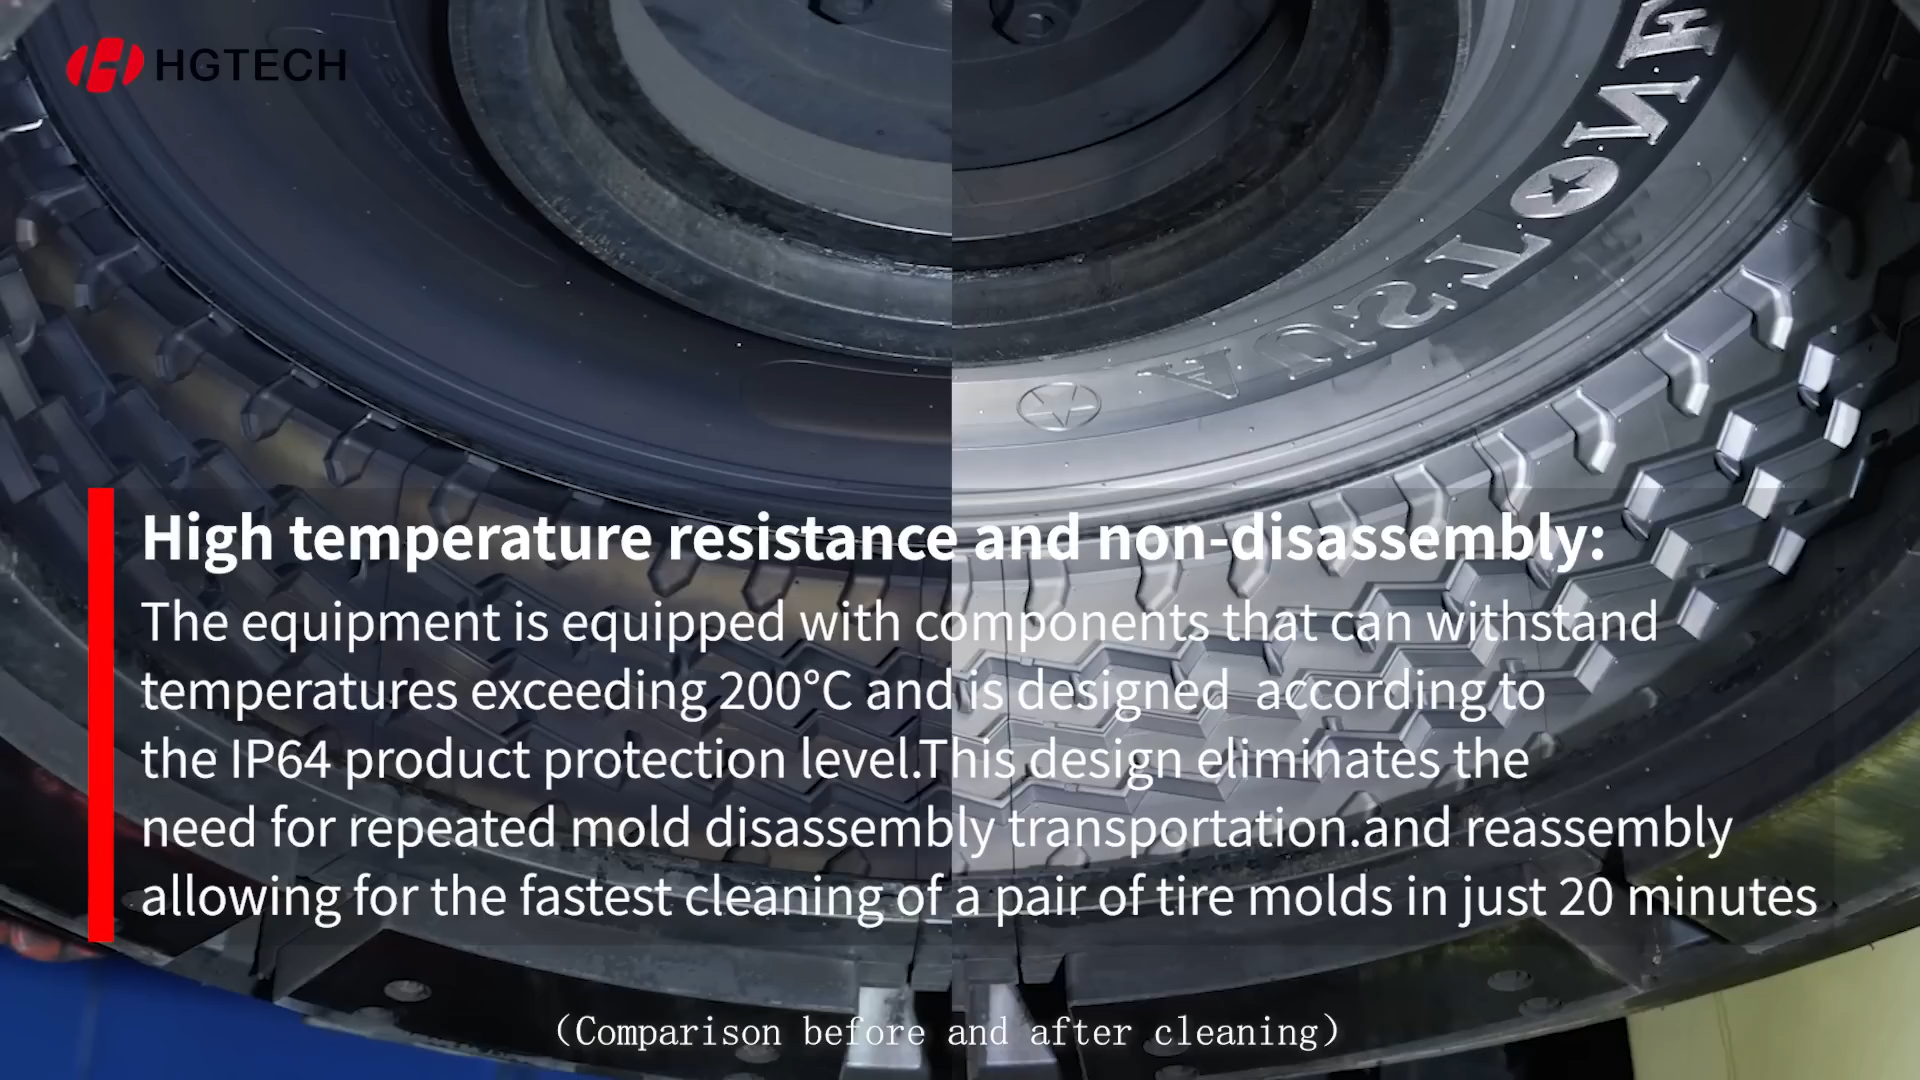 HGTECH
AUSTONE
High temperature resistance and non-disassembly:
The equipment is equipped with components that can withstand
temperatures exceeding 200°C and is designed according to
the IP64 product protection level.This design eliminates the
need for repeated mold disassembly transportation.and reassembly
allowing for the fastest cleaning of a pair of tire molds in just 20 minutes
(Comparison before and after cleaning)